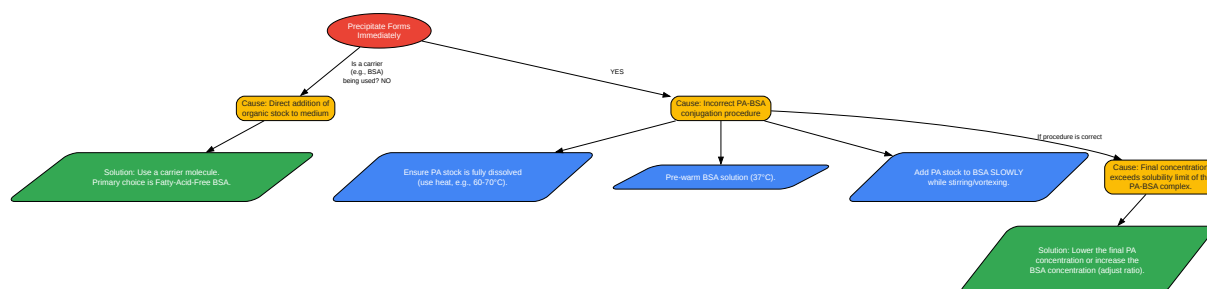 Precipitate Forms
Immediately
Is a carrier
(e.g., BSA)
being used? NO
YES
Cause: Direct addition of
organic stock to medium
Cause: Incorrect PA-BSA
conjugation procedure
If procedure is correct
Solution: Use a carrier molecule.
Primary choice is Fatty-Acid-Free BSA.
Ensure PA stock is fully dissolved
(use heat, e.g., 60-70°C).
Pre-warm BSA solution (37°C).
Add PA stock to BSA SLOWLY
while stirring/vortexing.
Cause: Final concentration
exceeds solubility limit of th
PA-BSA complex.
Solution: Lower the final PA
concentration or increase the
BSA concentration (adjust ratio).